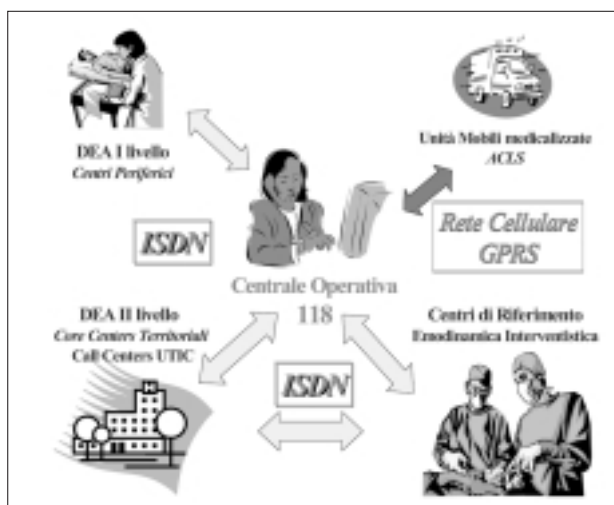 DEA I livello
Centri Periferici
Unità Mobili medicalizzate
ACLS
ISDN
Rete Cellulare
GPRS
Centrale Operativa
118
DEA II livello
Core Centers Territoriali
Call Centers UTIC
Centri di Riferimento
Emodinamica Interventistica
ISDN
H